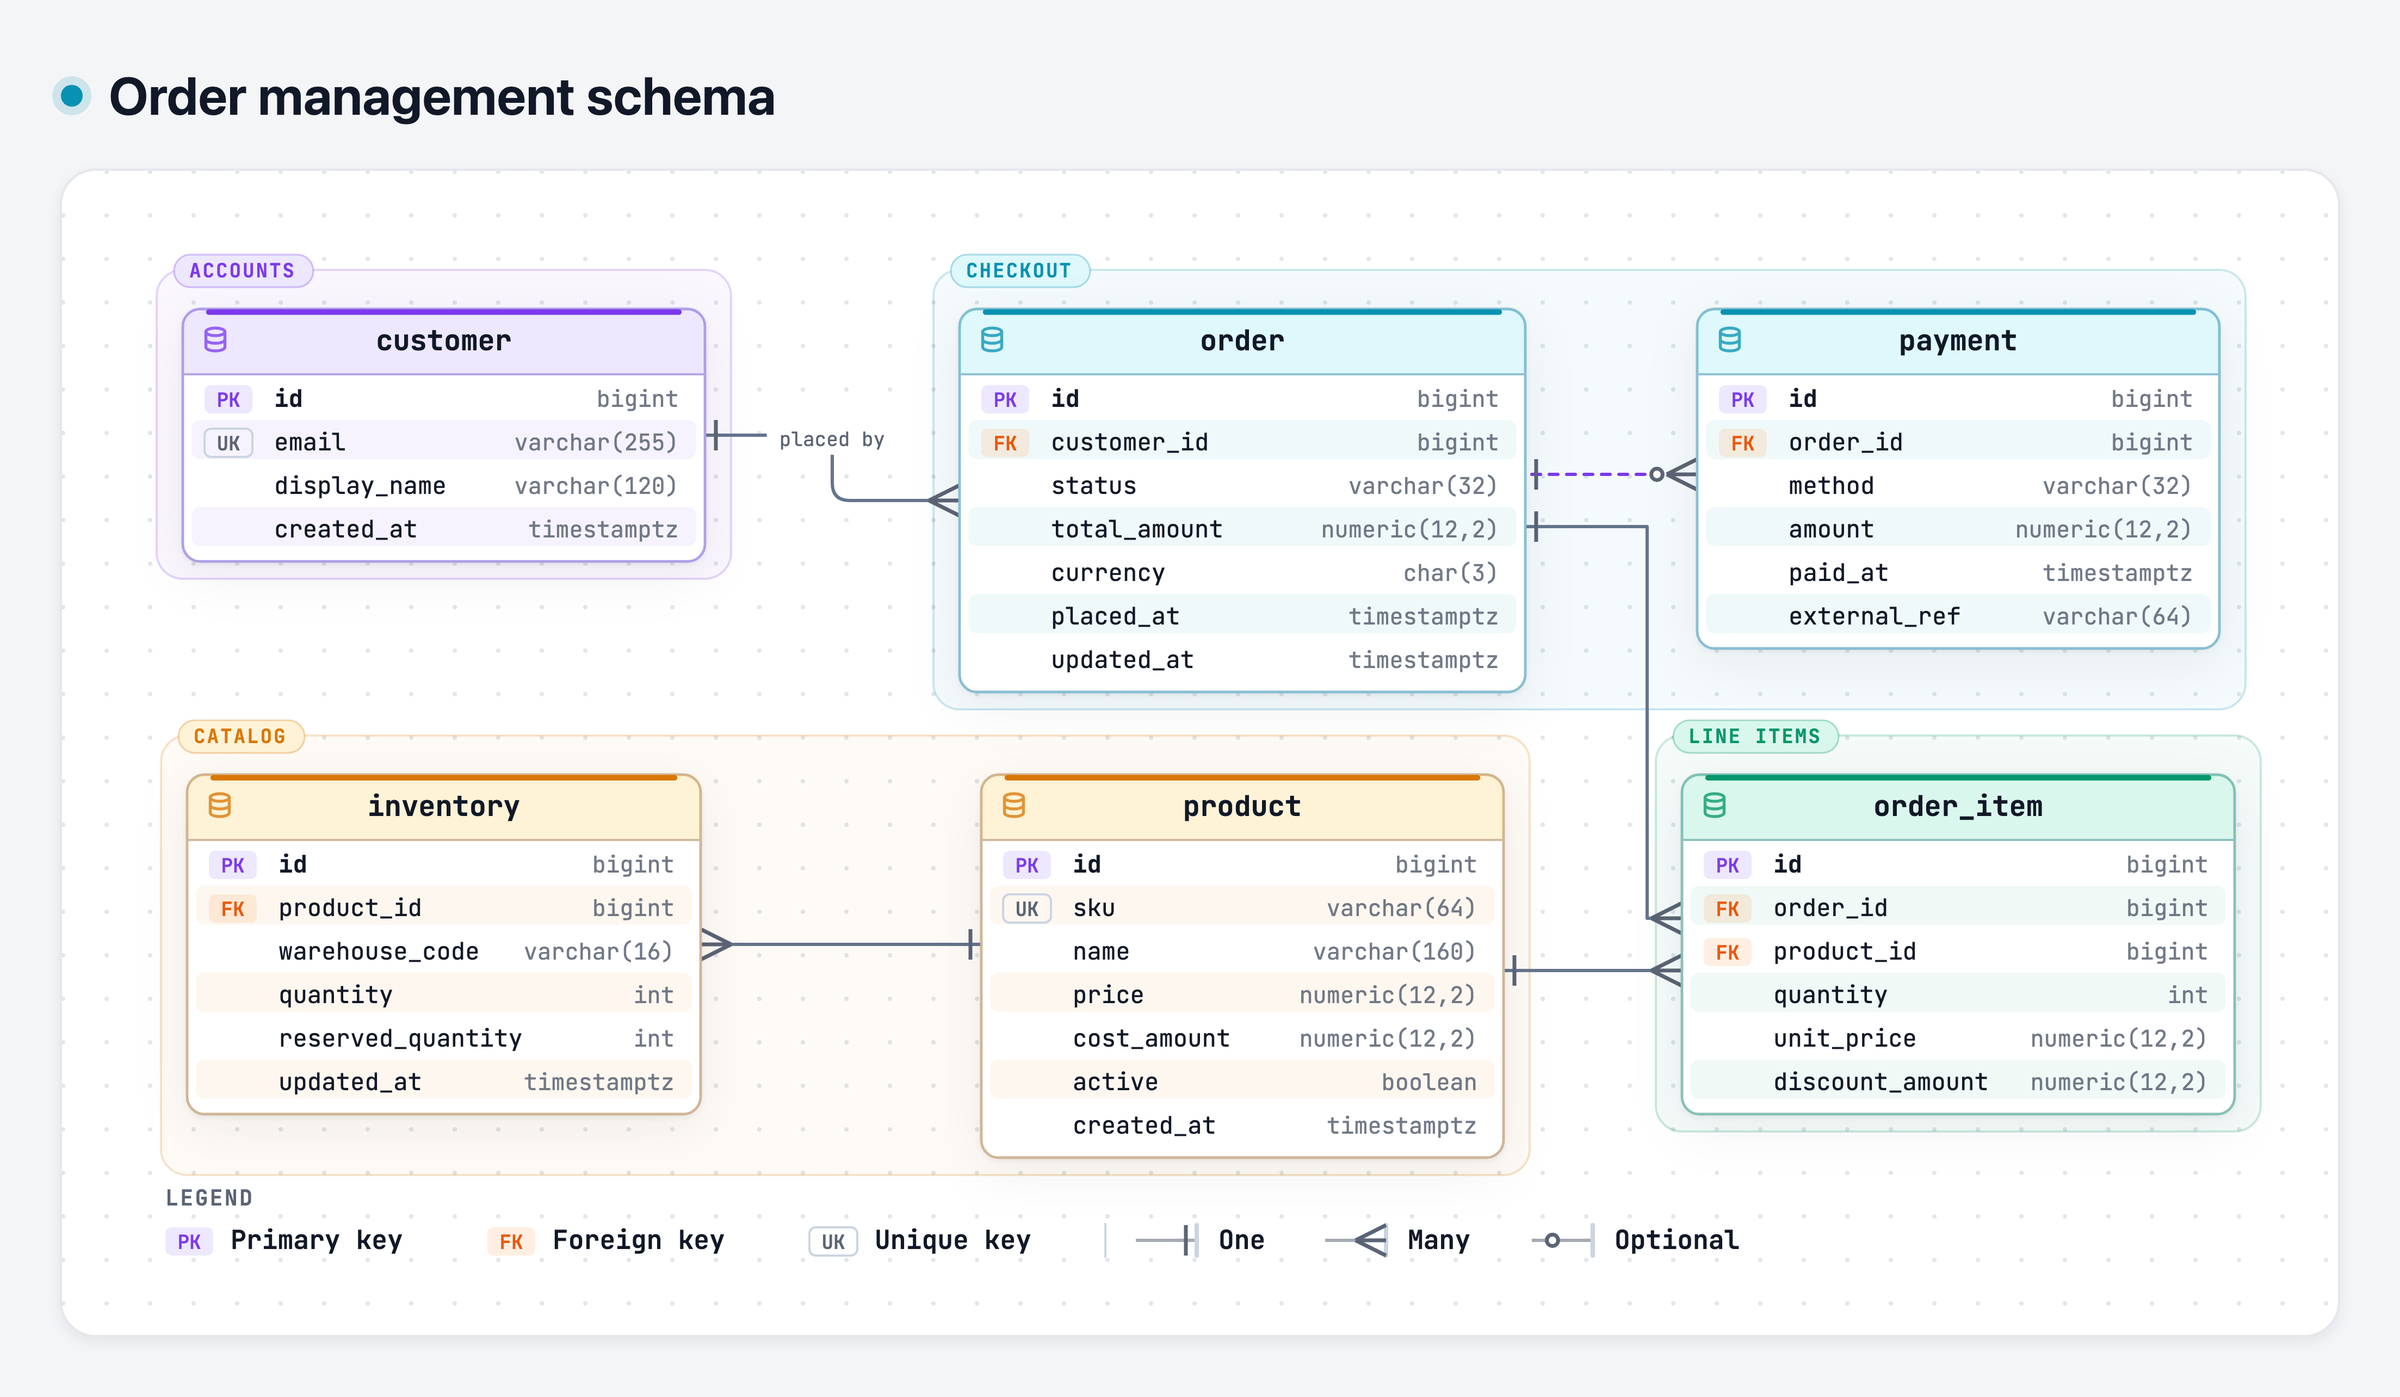 Order management schema
ACCOUNTS
customer
PK id bigint
UK email varchar(255)
display_name varchar(120)
created_at timestamptz
placed by
CHECKOUT
order
PK id bigint
FK customer_id bigint
status varchar(32)
total_amount numeric(12,2)
currency char(3)
placed_at timestamptz
updated_at timestamptz
payment
PK id bigint
FK order_id bigint
method varchar(32)
amount numeric(12,2)
paid_at timestamptz
external_ref varchar(64)
CATALOG
inventory
PK id bigint
FK product_id bigint
warehouse_code varchar(16)
quantity int
reserved_quantity int
updated_at timestamptz
product
PK id bigint
UK sku varchar(64)
name varchar(160)
price numeric(12,2)
cost_amount numeric(12,2)
active boolean
created_at timestamptz
LINE ITEMS
order_item
PK id bigint
FK order_id bigint
FK product_id bigint
quantity int
unit_price numeric(12,2)
discount_amount numeric(12,2)
LEGEND
PK Primary key FK Foreign key UK Unique key One Many Optional